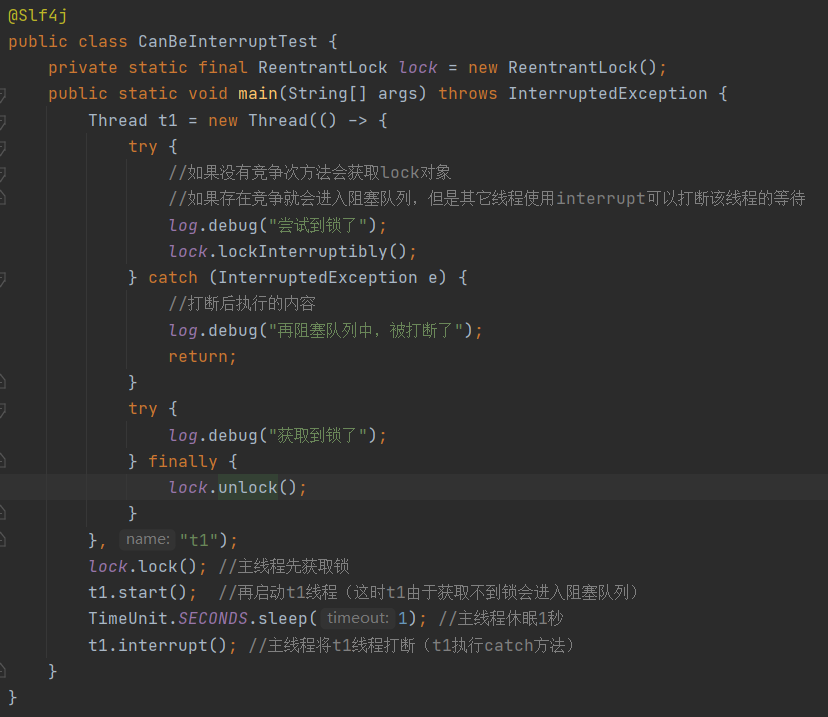 @Slf4j
public class CanBeInterruptTest {
    private static final ReentrantLock lock = new ReentrantLock();
    public static void main(String[] args) throws InterruptedException {
        Thread t1 = new Thread(() -> {
            try {
                //如果没有竞争次方法会获取lock对象
                //如果存在竞争就会进入阻塞队列，但是其它线程使用interrupt可以打断该线程的等待
                log.debug("尝试到锁了");
                lock.lockInterruptibly();
            } catch (InterruptedException e) {
                //打断后执行的内容
                log.debug("再阻塞队列中，被打断了");
                return;
            }
            try {
                log.debug("获取到锁了");
            } finally {
                lock.unlock();
            }
        }, name: "t1");
        lock.lock(); //主线程先获取锁
        t1.start();  //再启动t1线程（这时t1由于获取不到锁会进入阻塞队列）
        TimeUnit.SECONDS.sleep( timeout: 1); //主线程休眠1秒
        t1.interrupt(); //主线程将t1线程打断（t1执行catch方法）
    }
}